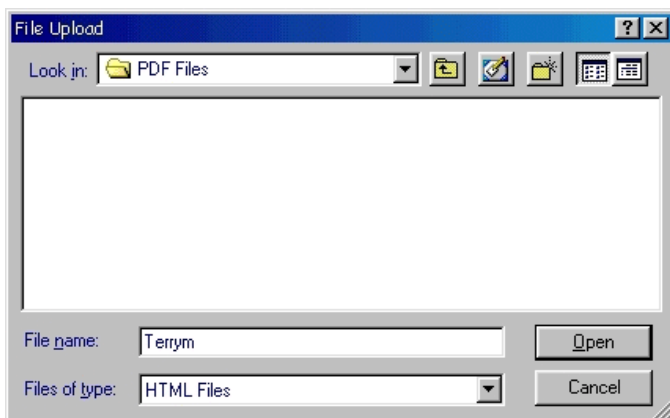 File Upload
Look in: PDF Files
File name: Terrym Open
Files of type: HTML Files Cancel